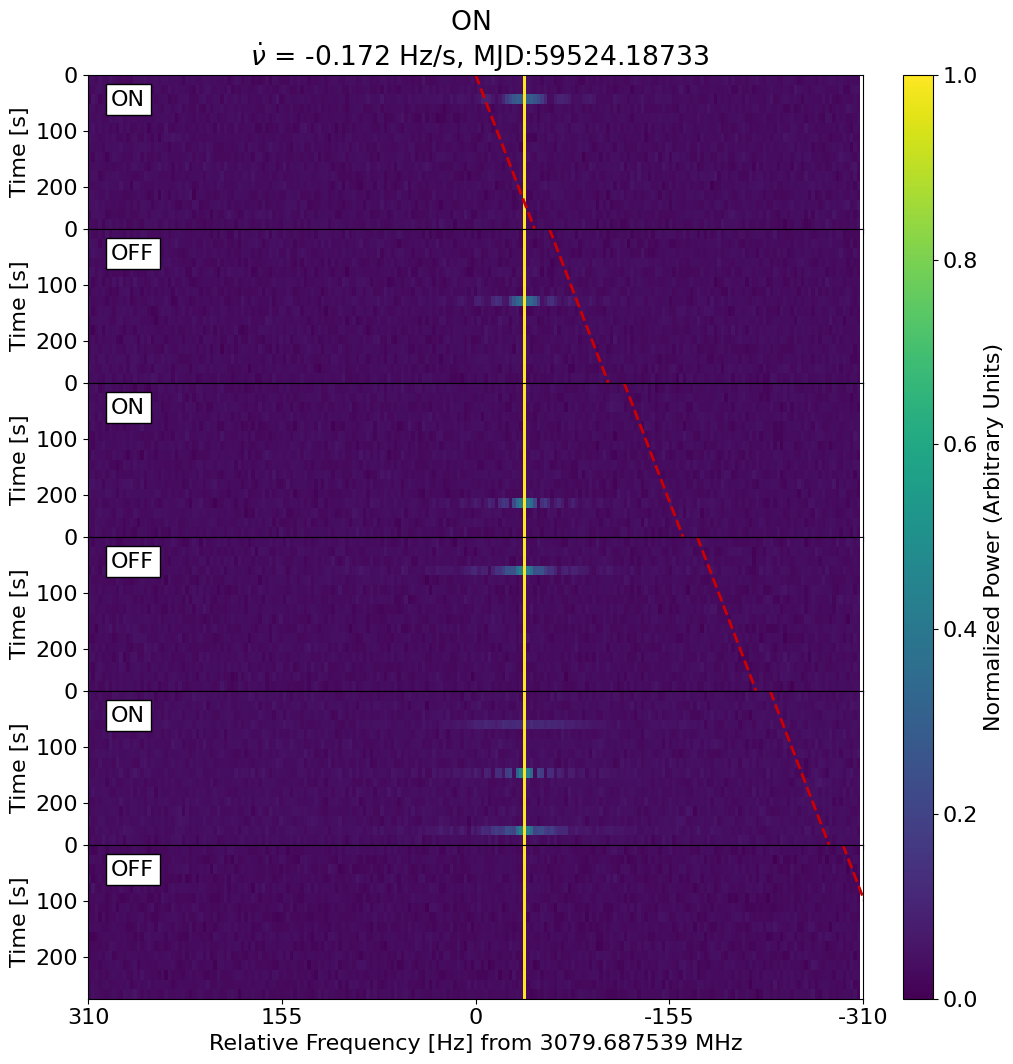 ON
ν̇ = -0.172 Hz/s, MJD:59524.18733
0
ON
100
200
Time [s]
0
OFF
100
200
Time [s]
0
ON
100
200
Time [s]
0
OFF
100
200
Time [s]
0
ON
100
200
Time [s]
0
OFF
100
200
Time [s]
310 155 0 -155 -310
Relative Frequency [Hz] from 3079.687539 MHz
1.0
0.8
0.6
0.4
0.2
0.0
Normalized Power (Arbitrary Units)